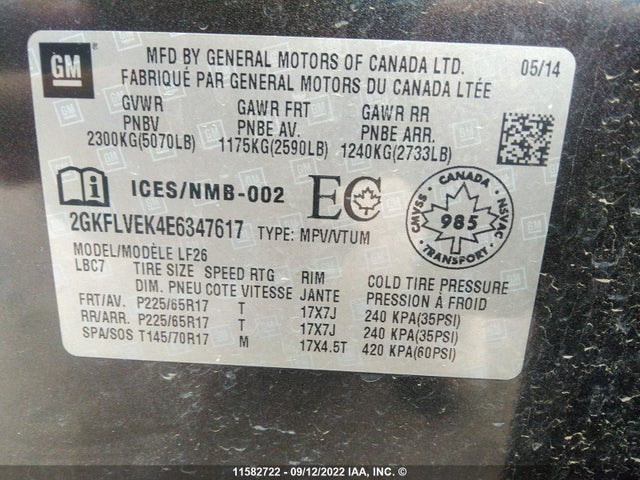 GM
MFD BY GENERAL MOTORS OF CANADA LTD. 05/14
FABRIQUÉ PAR GENERAL MOTORS DU CANADA LTÉE
GVWR GAWR FRT GAWR RR
PNBV PNBE AV. PNBE ARR.
2300KG(5070LB) 1175KG(2590LB) 1240KG(2733LB)
ICES/NMB-002 EC
CANADA
CMVSS 985 NSVAC
TRANSPORT
2GKFLVEK4E6347617 TYPE: MPV/VTUM
MODEL/MODÈLE LF26
LBC7 TIRE SIZE SPEED RTG RIM COLD TIRE PRESSURE
DIM. PNEU COTE VITESSE JANTE PRESSION À FROID
FRT/AV. P225/65R17 T 17X7J 240 KPA(35PSI)
RR/ARR. P225/65R17 T 17X7J 240 KPA(35PSI)
SPA/SOS T145/70R17 M 17X4.5T 420 KPA(60PSI)
11582722 - 09/12/2022 IAA, INC. ©